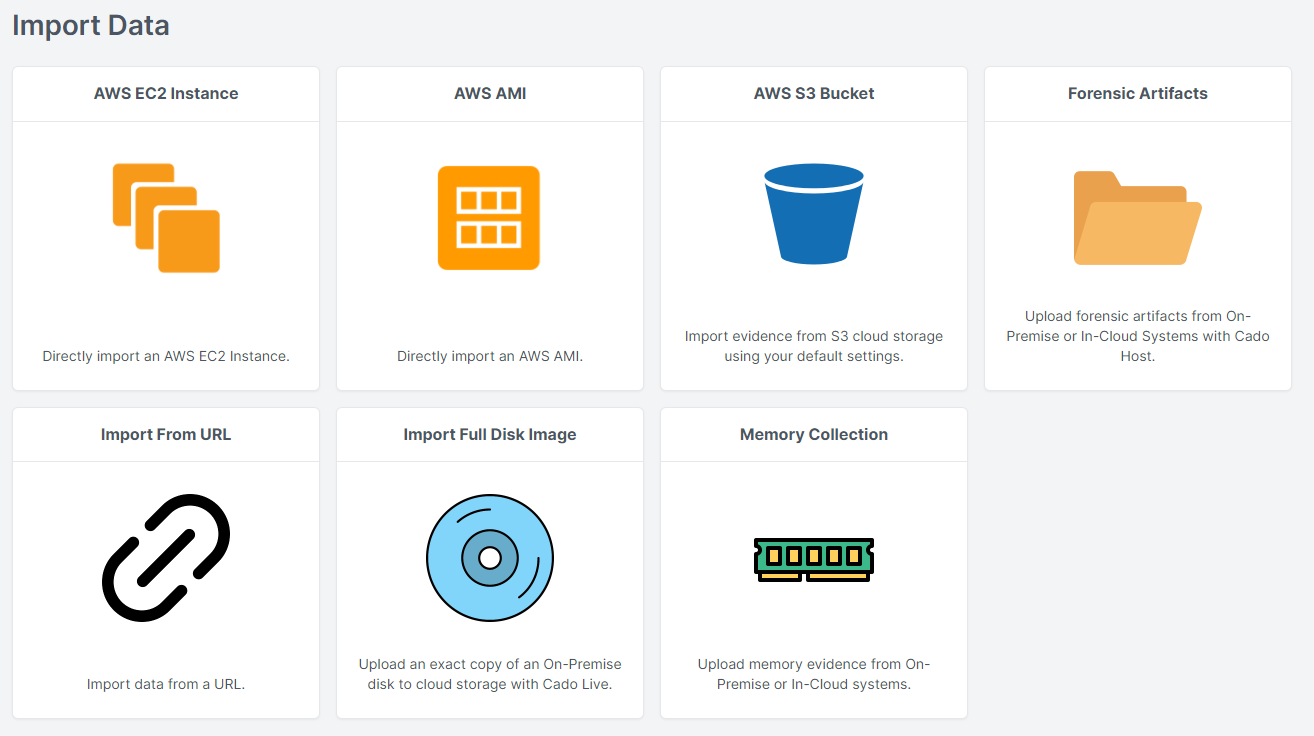 Import Data
AWS EC2 Instance
Directly import an AWS EC2 Instance.
AWS AMI
Directly import an AWS AMI.
AWS S3 Bucket
Import evidence from S3 cloud storage
using your default settings.
Forensic Artifacts
Upload forensic artifacts from On-
Premise or In-Cloud Systems with Cado
Host.
Import From URL
Import data from a URL.
Import Full Disk Image
Upload an exact copy of an On-Premise
disk to cloud storage with Cado Live.
Memory Collection
Upload memory evidence from On-
Premise or In-Cloud systems.